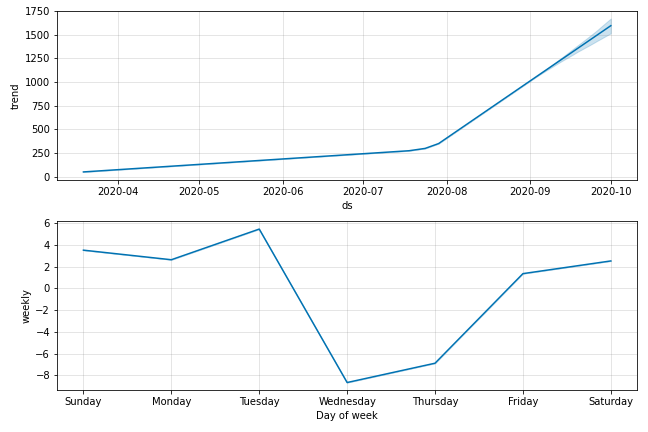 1750
1500
1250
1000
750
500
250
0
trend
2020-04 2020-05 2020-06 2020-07 2020-08 2020-09 2020-10
ds
6
4
2
0
−2
−4
−6
−8
weekly
Sunday Monday Tuesday Wednesday Thursday Friday Saturday
Day of week